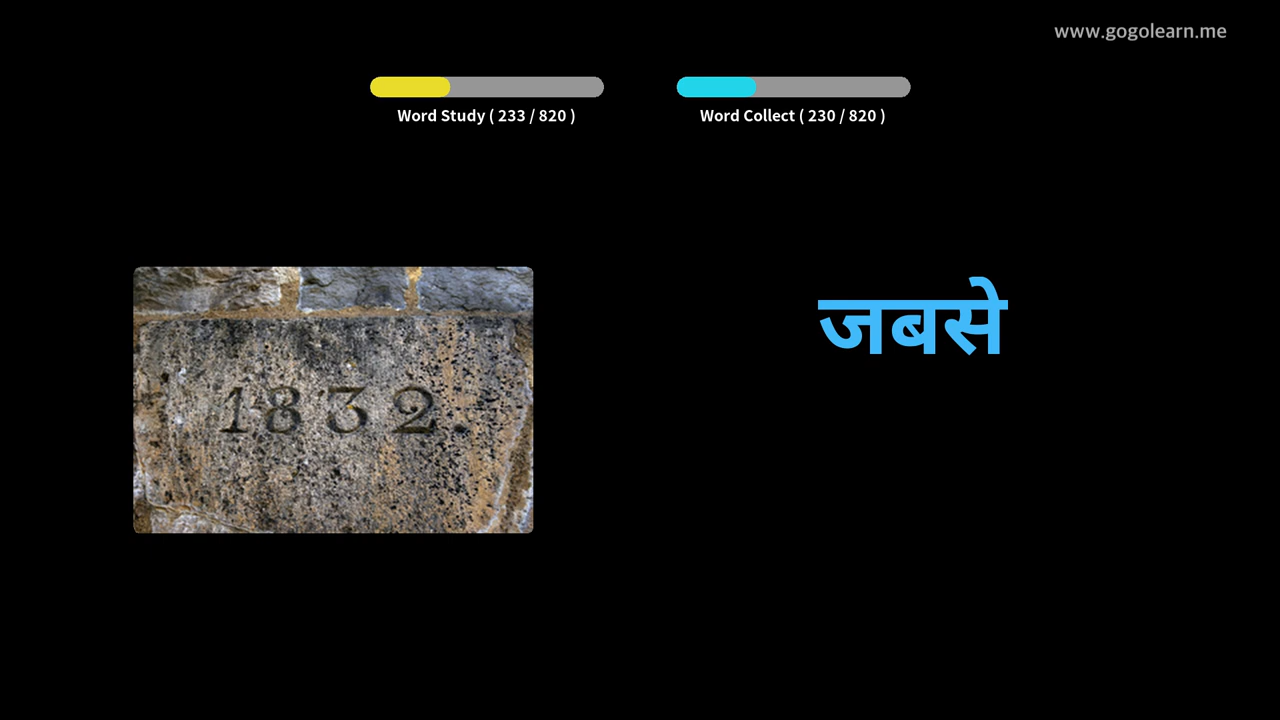 www.gogolearn.me
Word Study ( 233 / 820 )
Word Collect ( 230 / 820 )
जबसे
1832.